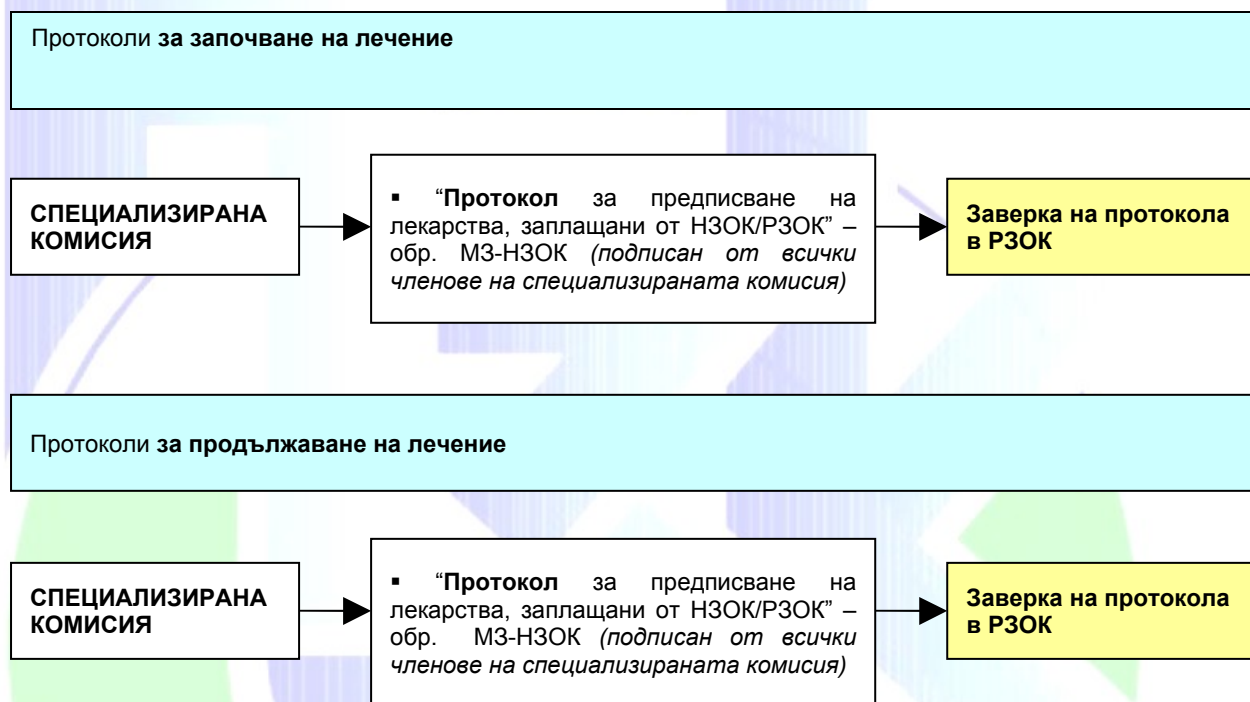 Протоколи за започване на лечение
СПЕЦИАЛИЗИРАНА
КОМИСИЯ
▪ “Протокол за предписване на
лекарства, заплащани от НЗОК/РЗОК” –
обр. МЗ-НЗОК (подписан от всички
членове на специализираната комисия)
Заверка на протокола
в РЗОК
Протоколи за продължаване на лечение
СПЕЦИАЛИЗИРАНА
КОМИСИЯ
▪ “Протокол за предписване на
лекарства, заплащани от НЗОК/РЗОК” –
обр. МЗ-НЗОК (подписан от всички
членове на специализираната комисия)
Заверка на протокола
в РЗОК